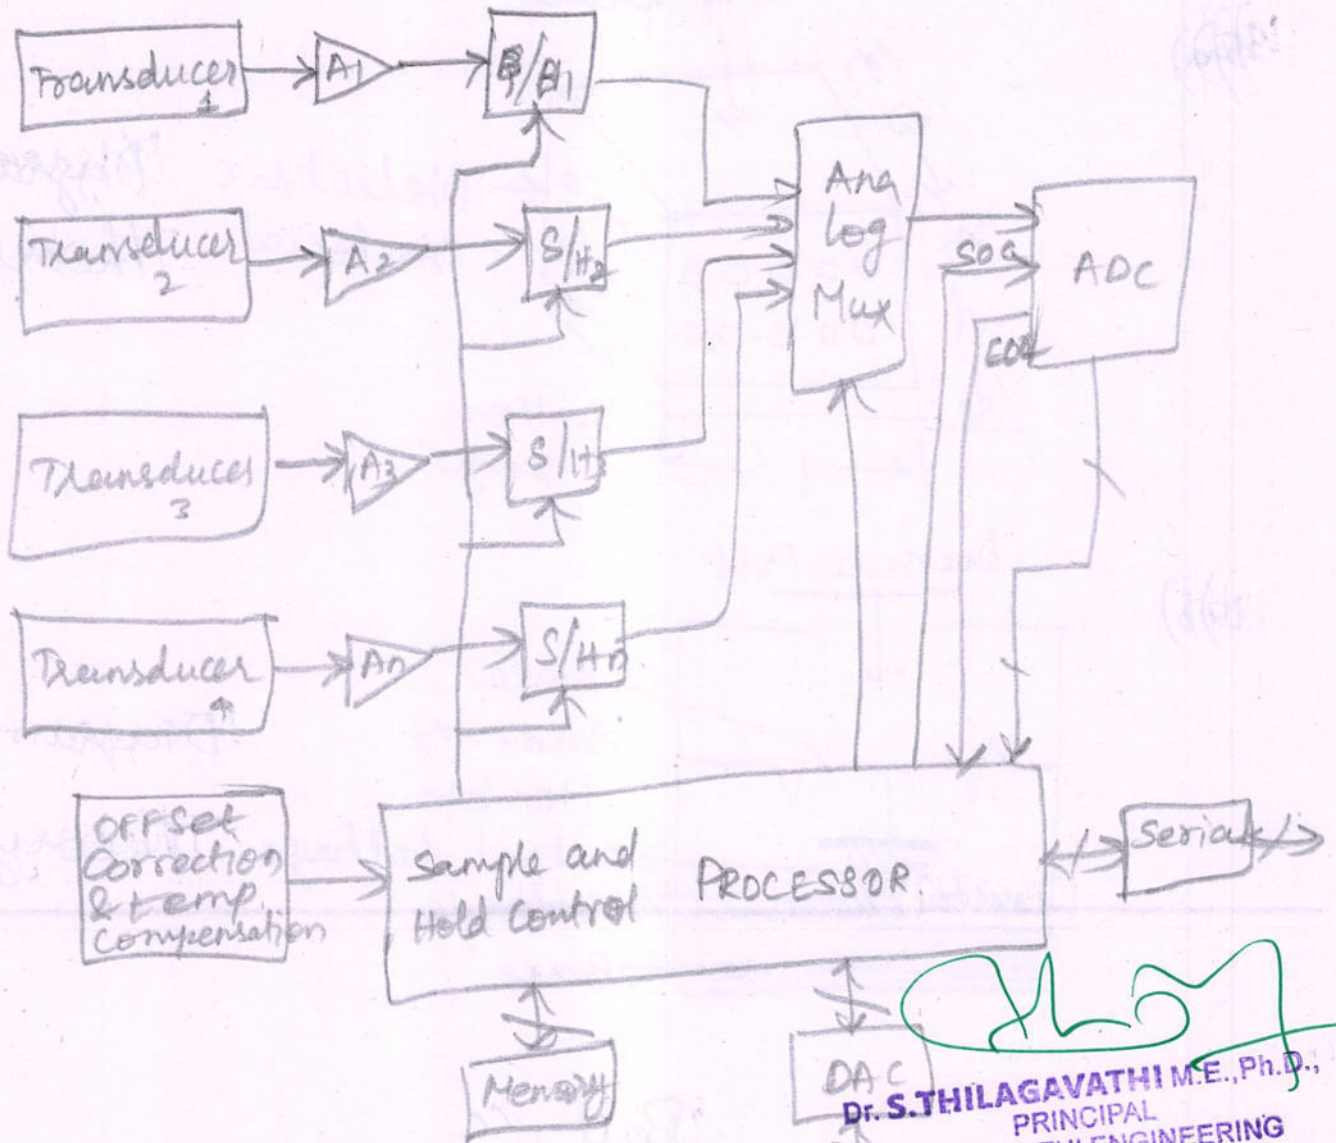 Transducer
1
A1
S/H1
Transducer
2
A2
S/H2
Transducer
3
A3
S/H3
Transducer
An
S/Hn
Ana
log
Mux
SOC
EOC
ADC
OFFSet
Correction
& temp.
Compensation
Sample and
Hold Control
PROCESSOR
Serial
Memory
DAC
Dr. S.THILAGAVATHI M.E.,Ph.D.,
PRINCIPAL
ENGINEERING